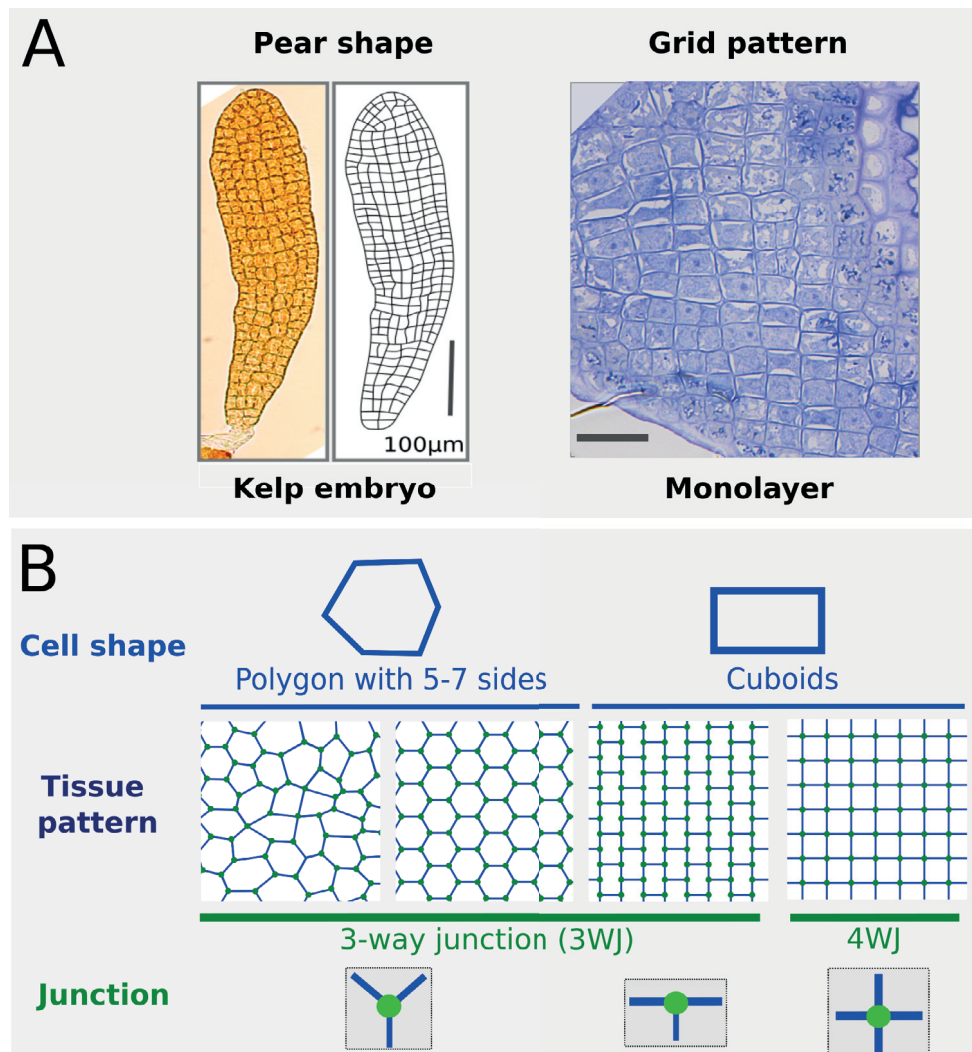 A
Pear shape
Grid pattern
100µm
Kelp embryo
Monolayer
B
Cell shape
Polygon with 5-7 sides
Cuboids
Tissue
pattern
3-way junction (3WJ)
4WJ
Junction